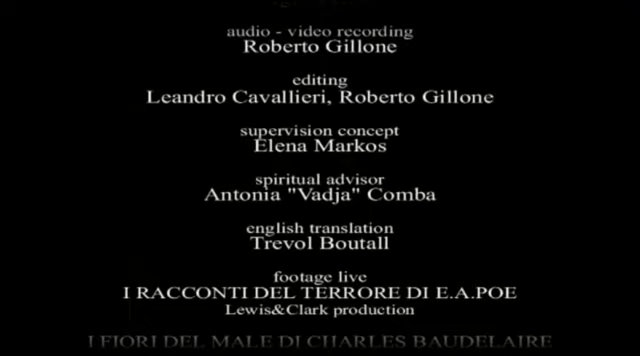 audio - video recording
Roberto Gillone
editing
Leandro Cavallieri, Roberto Gillone
supervision concept
Elena Markos
spiritual advisor
Antonia "Vadja" Comba
english translation
Trevol Boutall
footage live
I RACCONTI DEL TERRORE DI E.A.POE
Lewis&Clark production
I FIORI DEL MALE DI CHARLES BAUDELAIRE